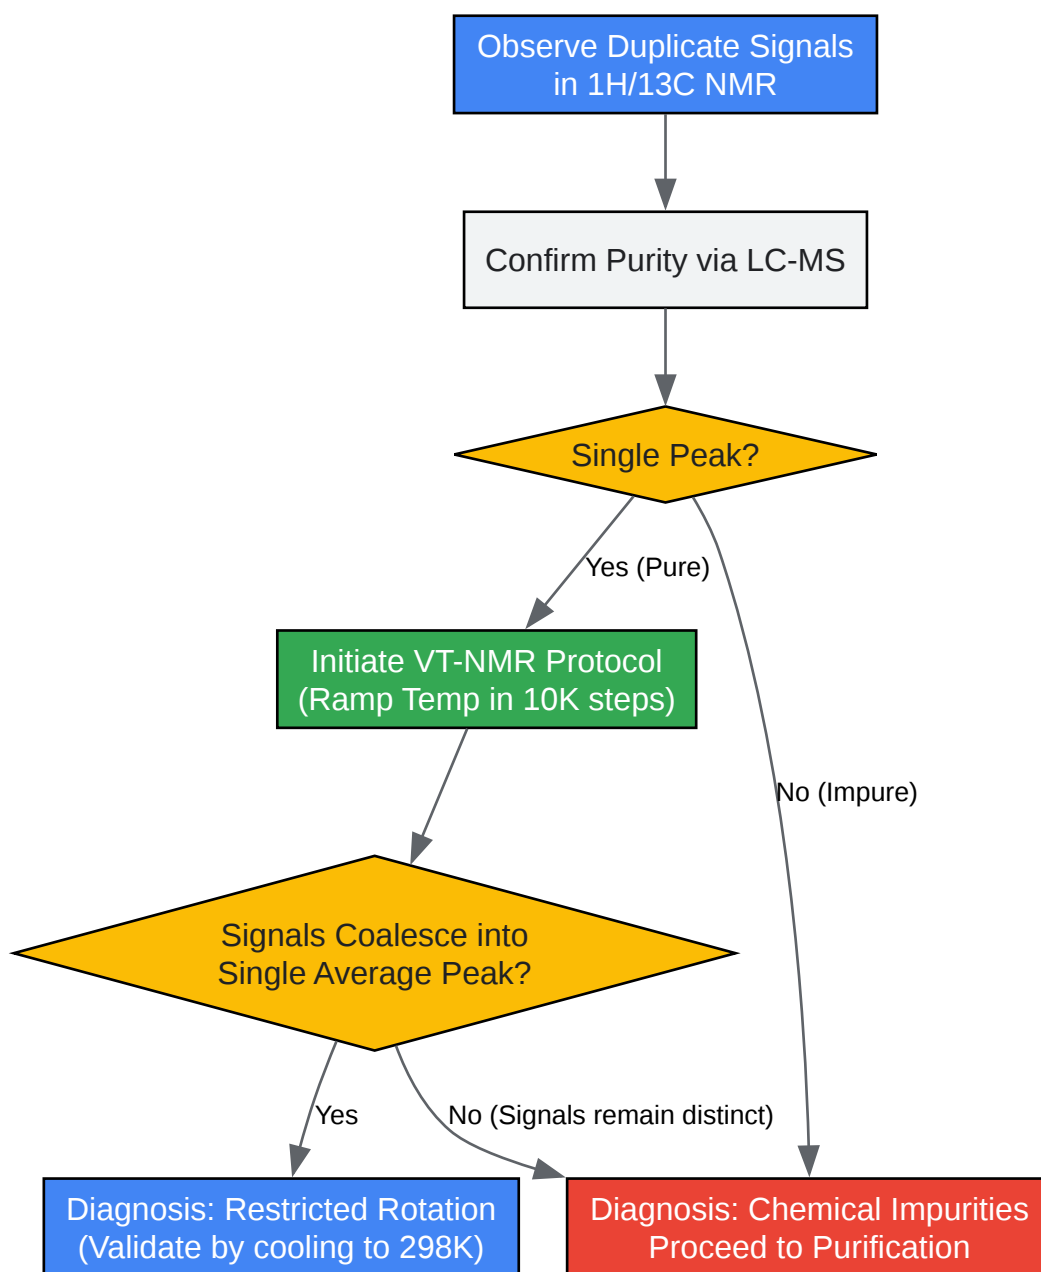 Observe Duplicate Signals
in 1H/13C NMR
Confirm Purity via LC-MS
Single Peak?
Yes (Pure)
Initiate VT-NMR Protocol
(Ramp Temp in 10K steps)
No (Impure)
Signals Coalesce into
Single Average Peak?
Yes
No (Signals remain distinct)
Diagnosis: Restricted Rotation
(Validate by cooling to 298K)
Diagnosis: Chemical Impurities
Proceed to Purification